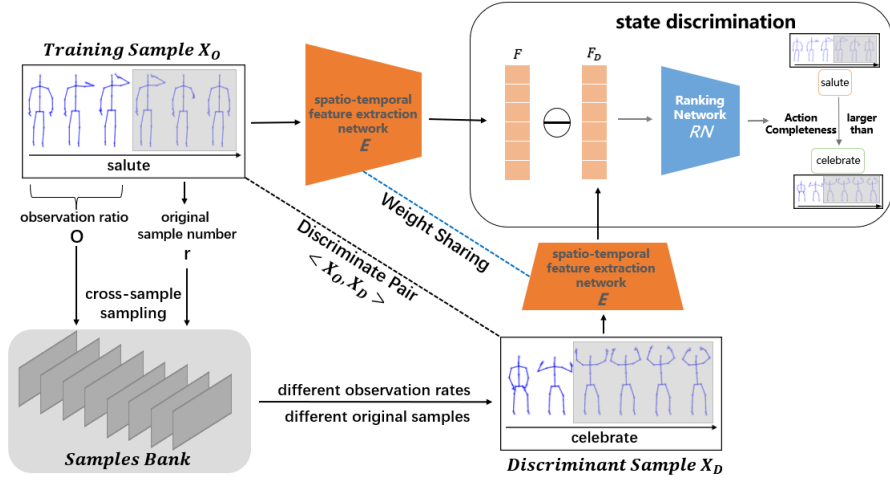 Training Sample X_O
salute
observation ratio
O
original
sample number
r
cross-sample
sampling
Samples Bank
spatio-temporal
feature extraction
network
E
Weight Sharing
Discriminate Pair
< X_O, X_D >
different observation rates
different original samples
state discrimination
F
F_D
Ranking
Network
RN
Action
Completeness
larger
than
salute
celebrate
spatio-temporal
feature extraction
network
E
celebrate
Discriminant Sample X_D